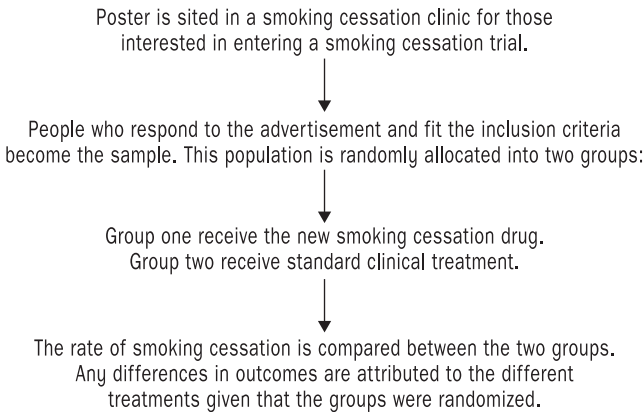 Poster is sited in a smoking cessation clinic for those
interested in entering a smoking cessation trial.
People who respond to the advertisement and fit the inclusion criteria
become the sample. This population is randomly allocated into two groups:
Group one receive the new smoking cessation drug.
Group two receive standard clinical treatment.
The rate of smoking cessation is compared between the two groups.
Any differences in outcomes are attributed to the different
treatments given that the groups were randomized.